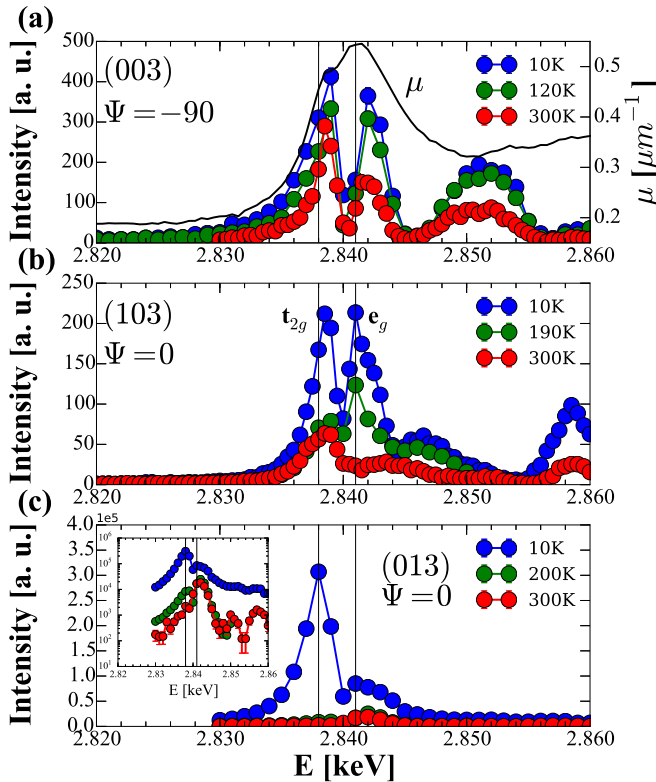 (a)
500
400
300
200
100
0
Intensity [a. u.]
(003)
Ψ = −90
μ
10K
120K
300K
0.5
0.4
0.3
0.2
μ [μm⁻¹]
2.820
2.830
2.840
2.850
2.860
(b)
250
200
150
100
50
0
Intensity [a. u.]
(103)
Ψ = 0
t₂g
e_g
10K
190K
300K
2.820
2.830
2.840
2.850
2.860
(c)
1e5
4.0
3.5
3.0
2.5
2.0
1.5
1.0
0.5
0.0
Intensity [a. u.]
10⁶
10⁵
10⁴
10³
10²
10¹
2.82
2.83
2.84
2.85
2.86
E [keV]
(013)
Ψ = 0
10K
200K
300K
2.820
2.830
2.840
2.850
2.860
E [keV]